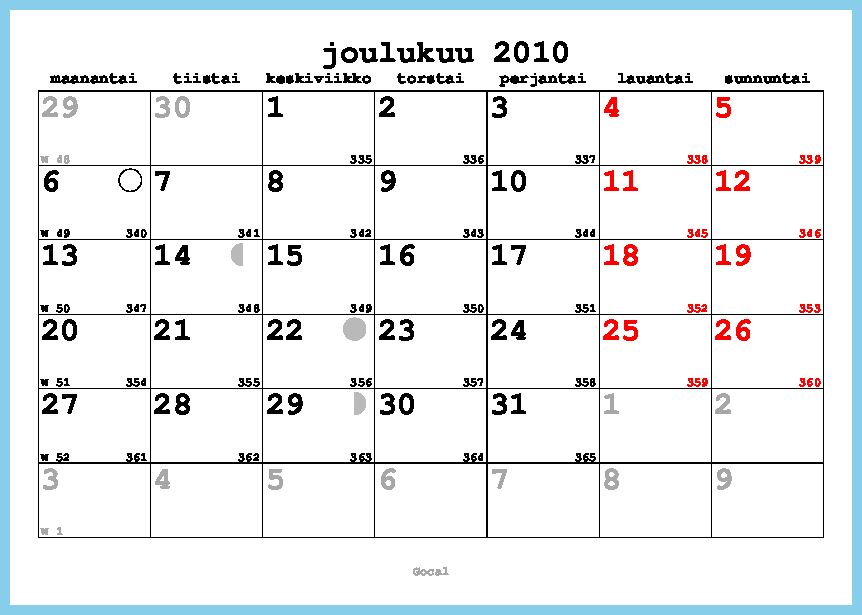 joulukuu 2010
maanantai tiistai keskiviikko torstai perjantai lauantai sunnuntai
29 30 1 2 3 4 5
W 48 335 336 337 338 339
6 7 8 9 10 11 12
W 49 340 341 342 343 344 345 346
13 14 15 16 17 18 19
W 50 347 348 349 350 351 352 353
20 21 22 23 24 25 26
W 51 354 355 356 357 358 359 360
27 28 29 30 31 1 2
W 52 361 362 363 364 365
3 4 5 6 7 8 9
W 1
Gocal